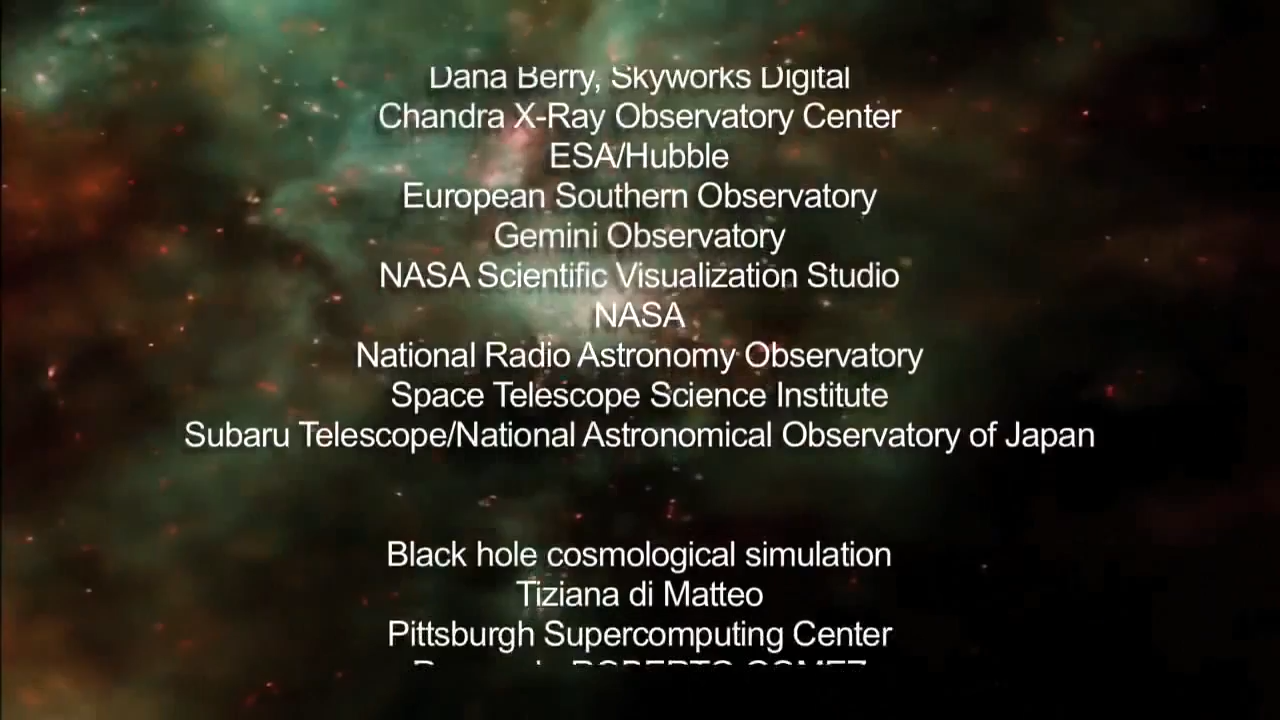 Dana Berry, Skyworks Digital
Chandra X-Ray Observatory Center
ESA/Hubble
European Southern Observatory
Gemini Observatory
NASA Scientific Visualization Studio
NASA
National Radio Astronomy Observatory
Space Telescope Science Institute
Subaru Telescope/National Astronomical Observatory of Japan
Black hole cosmological simulation
Tiziana di Matteo
Pittsburgh Supercomputing Center
ROBERTO GOMEZ